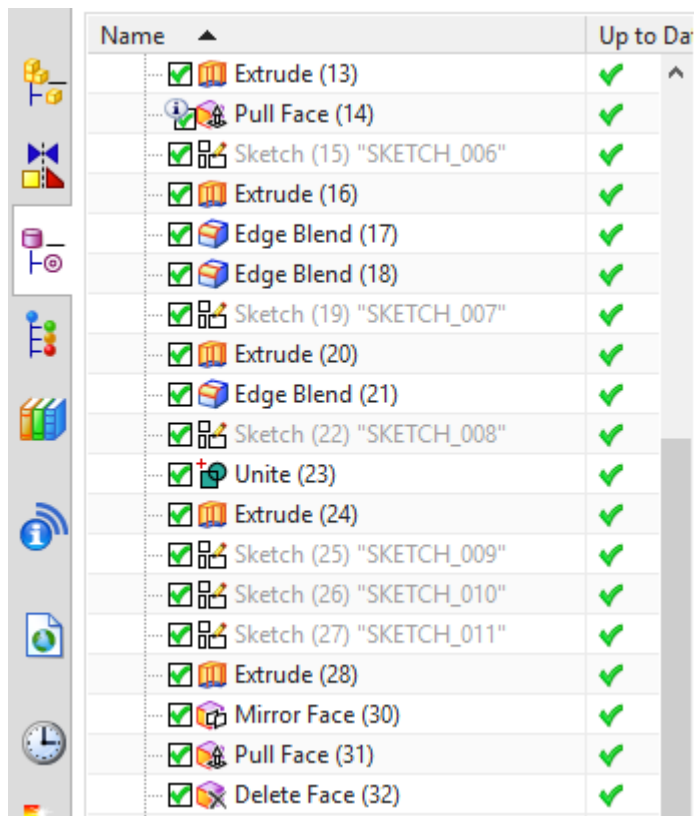 Name Up to Da
Extrude (13)
Pull Face (14)
Sketch (15) "SKETCH_006"
Extrude (16)
Edge Blend (17)
Edge Blend (18)
Sketch (19) "SKETCH_007"
Extrude (20)
Edge Blend (21)
Sketch (22) "SKETCH_008"
Unite (23)
Extrude (24)
Sketch (25) "SKETCH_009"
Sketch (26) "SKETCH_010"
Sketch (27) "SKETCH_011"
Extrude (28)
Mirror Face (30)
Pull Face (31)
Delete Face (32)